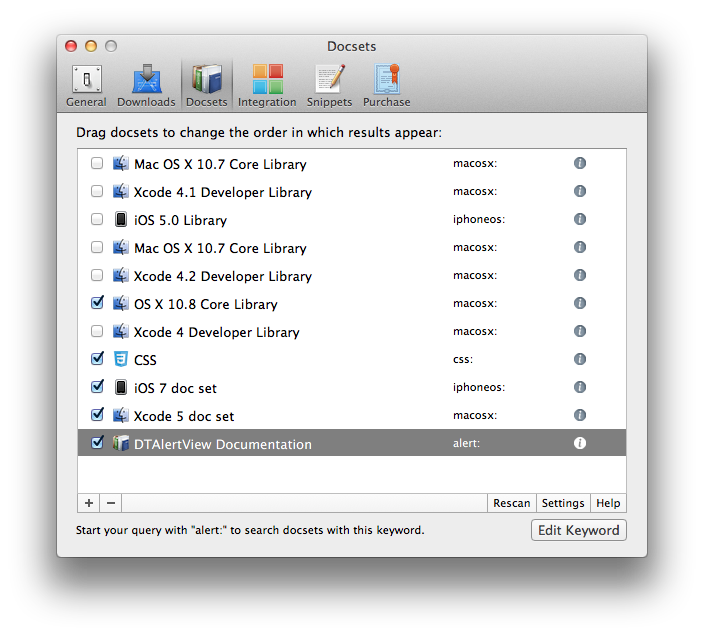 Docsets
General Downloads Docsets Integration Snippets Purchase
Drag docsets to change the order in which results appear:
Mac OS X 10.7 Core Library macosx:
Xcode 4.1 Developer Library macosx:
iOS 5.0 Library iphoneos:
Mac OS X 10.7 Core Library macosx:
Xcode 4.2 Developer Library macosx:
OS X 10.8 Core Library macosx:
Xcode 4 Developer Library macosx:
CSS css:
iOS 7 doc set iphoneos:
Xcode 5 doc set macosx:
DTAlertView Documentation alert:
+ − Rescan Settings Help
Start your query with "alert:" to search docsets with this keyword. Edit Keyword